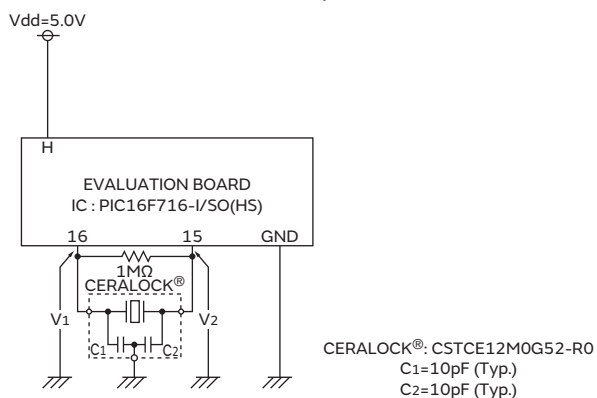 Vdd=5.0V
H
EVALUATION BOARD
IC : PIC16F716-I/SO(HS)
16 15 GND
1MΩ
CERALOCK®
V1 V2
C1 C2
CERALOCK®: CSTCE12M0G52-R0
C1=10pF (Typ.)
C2=10pF (Typ.)